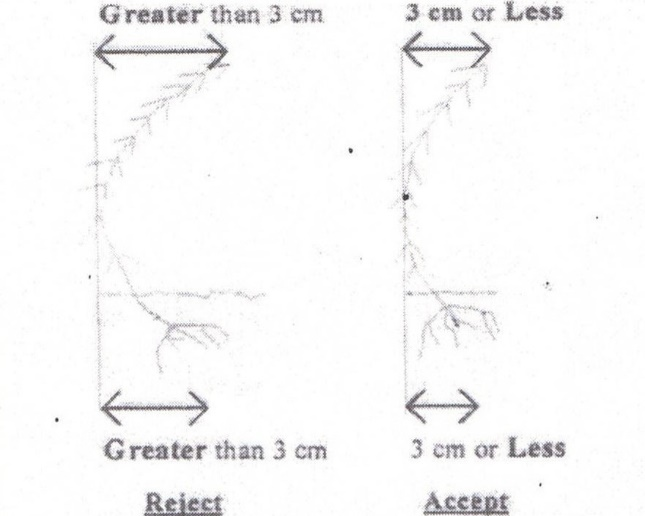 Greater than 3 cm
3 cm or Less
Greater than 3 cm
3 cm or Less
Reject
Accept